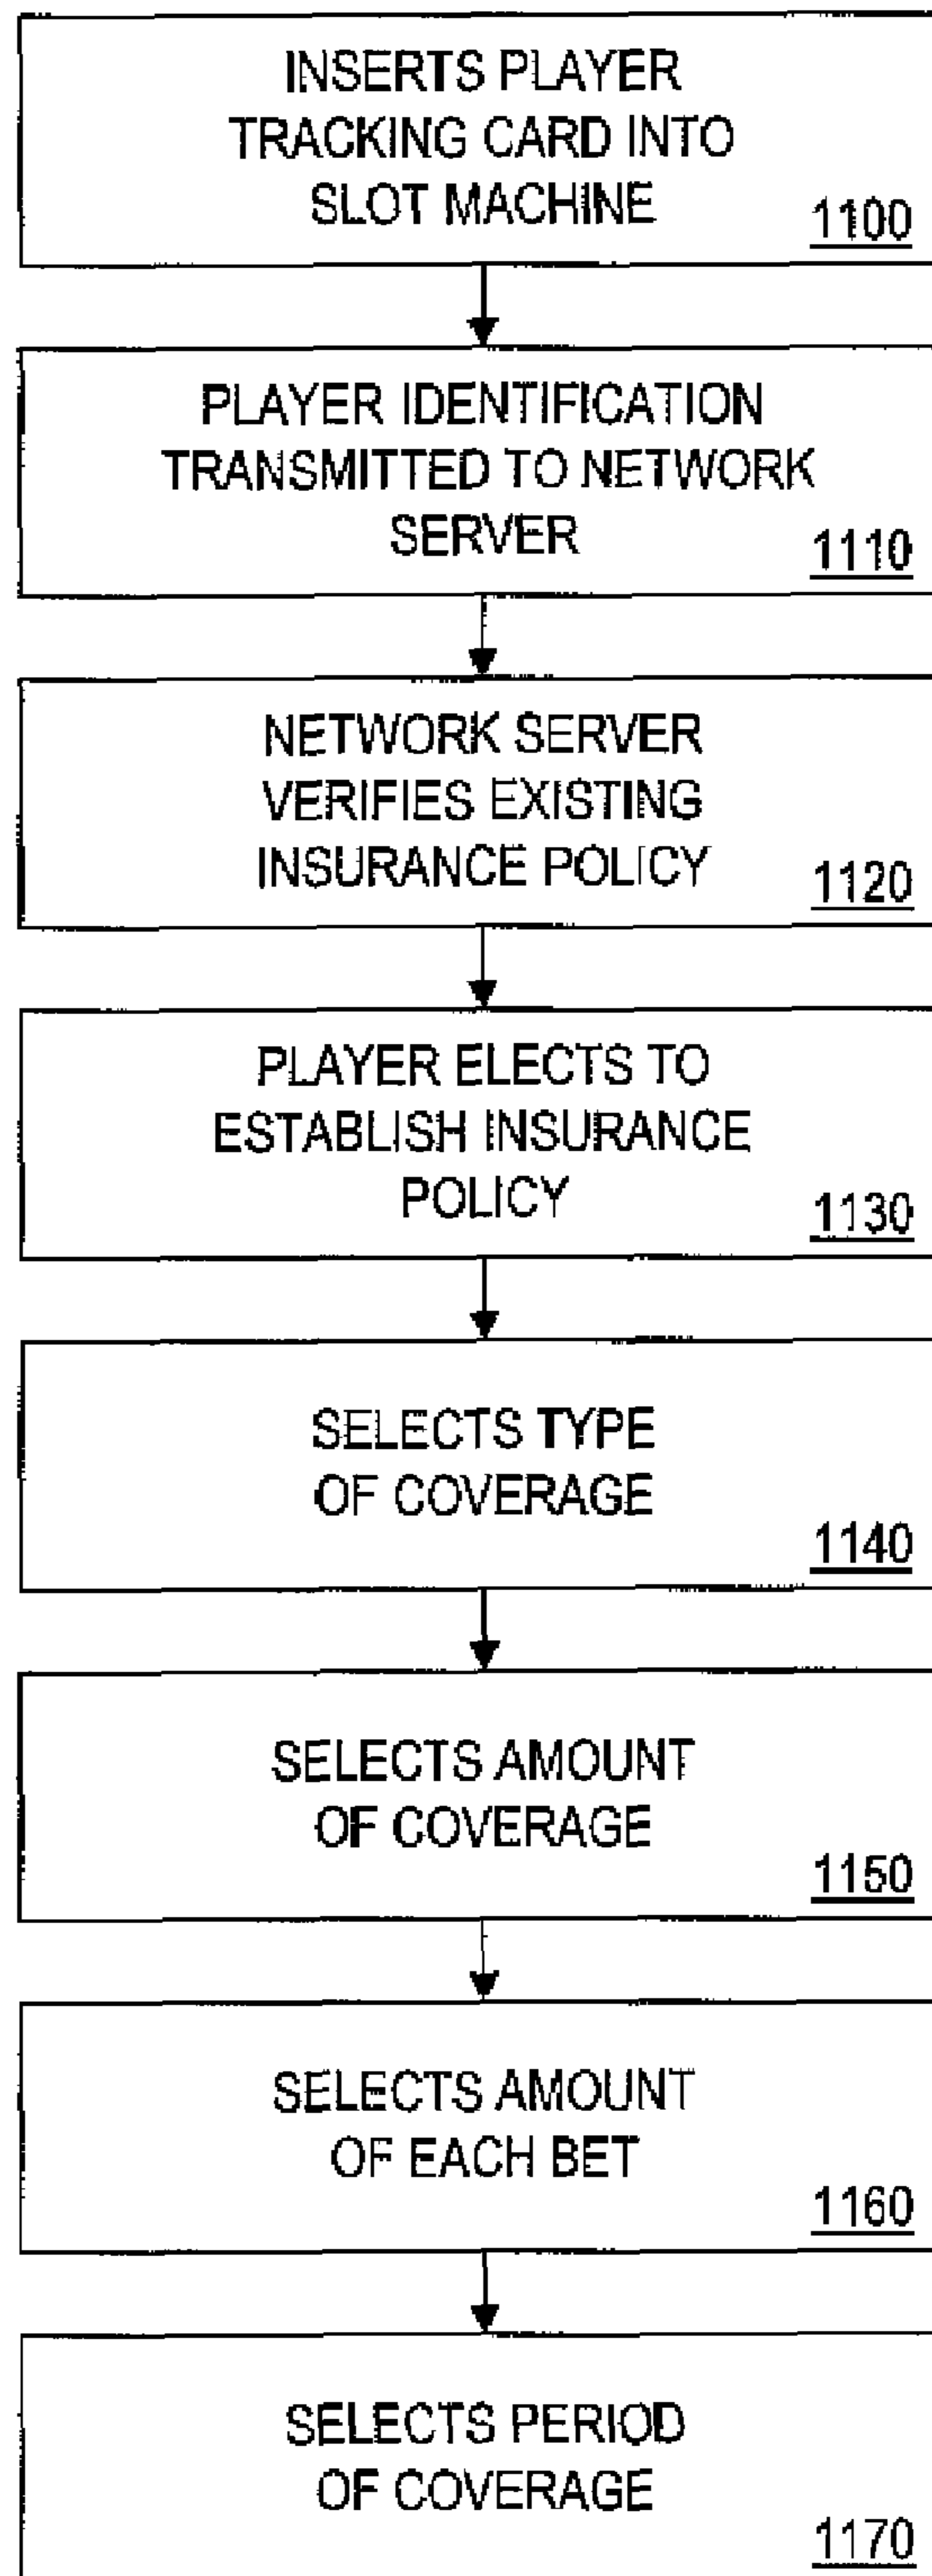 INSERTS PLAYER
TRACKING CARD INTO
SLOT MACHINE
1100
PLAYER IDENTIFICATION
TRANSMITTED TO NETWORK
SERVER
1110
NETWORK SERVER
VERIFIES EXISTING
INSURANCE POLICY
1120
PLAYER ELECTS TO
ESTABLISH INSURANCE
POLICY
1130
SELECTS TYPE
OF COVERAGE
1140
SELECTS AMOUNT
OF COVERAGE
1150
SELECTS AMOUNT
OF EACH BET
1160
SELECTS PERIOD
OF COVERAGE
1170